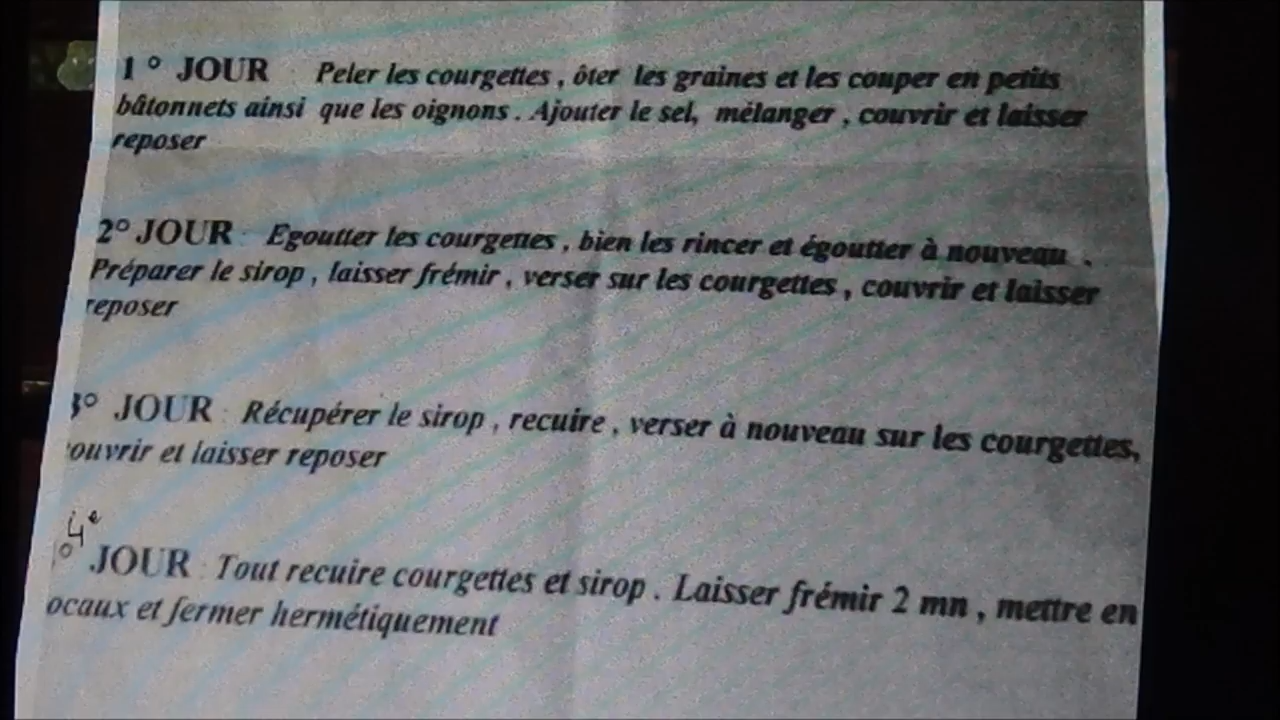 1 ° JOUR : Peler les courgettes , ôter les graines et les couper en petits
bâtonnets ainsi que les oignons . Ajouter le sel, mélanger , couvrir et laisser
reposer
2° JOUR : Egoutter les courgettes , bien les rincer et égoutter à nouveau .
Préparer le sirop , laisser frémir , verser sur les courgettes , couvrir et laisser
reposer
3° JOUR : Récupérer le sirop , recuire , verser à nouveau sur les courgettes,
ouvrir et laisser reposer
4e
° JOUR : Tout recuire courgettes et sirop . Laisser frémir 2 mn , mettre en
ocaux et fermer hermétiquement